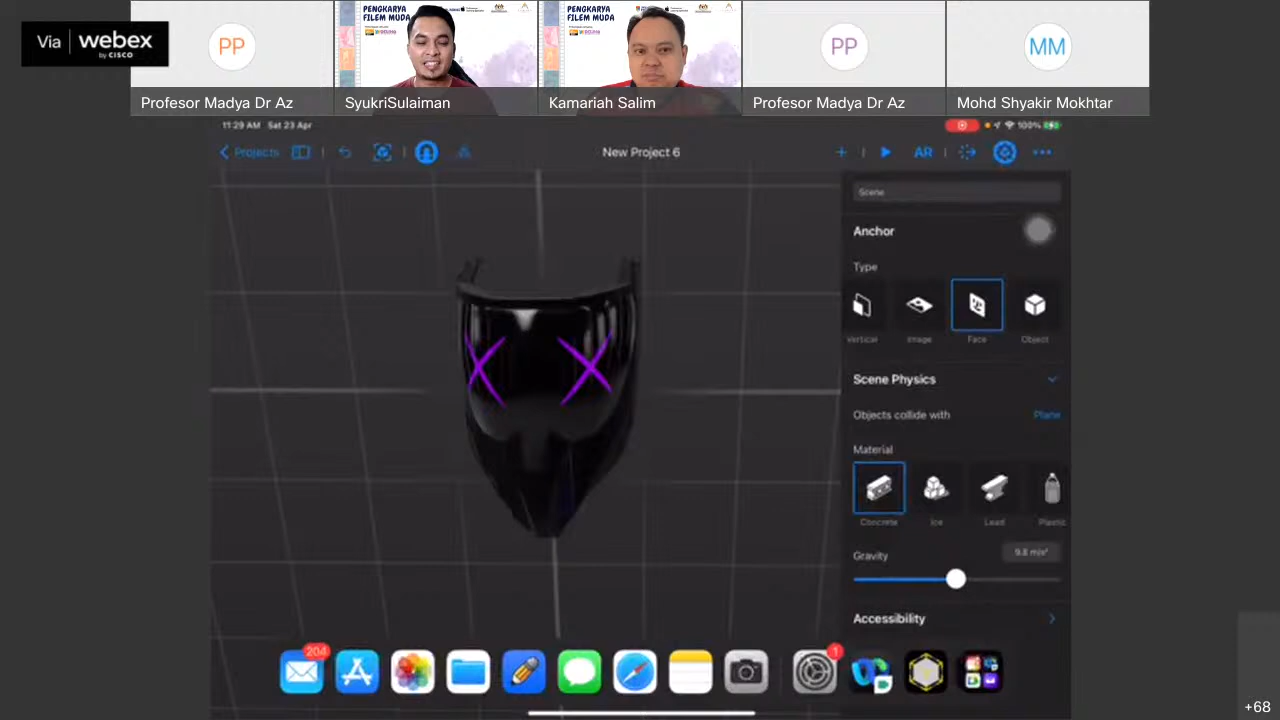 Via webex
by CISCO
PP
PENGKARYA
FILEM MUDA
PENGKARYA
FILEM MUDA
PP
MM
Profesor Madya Dr Az
SyukriSulaiman
Kamariah Salim
Profesor Madya Dr Az
Mohd Shyakir Mokhtar
11:29 AM Sat 23 Apr
100%
Projects
New Project 6
AR
Scene
Anchor
Type
Vertical
Image
Face
Object
Scene Physics
Objects collide with
Plane
Material
Concrete
Ice
Lead
Plastic
Gravity
9.8 m/s²
Accessibility
204
1
+68